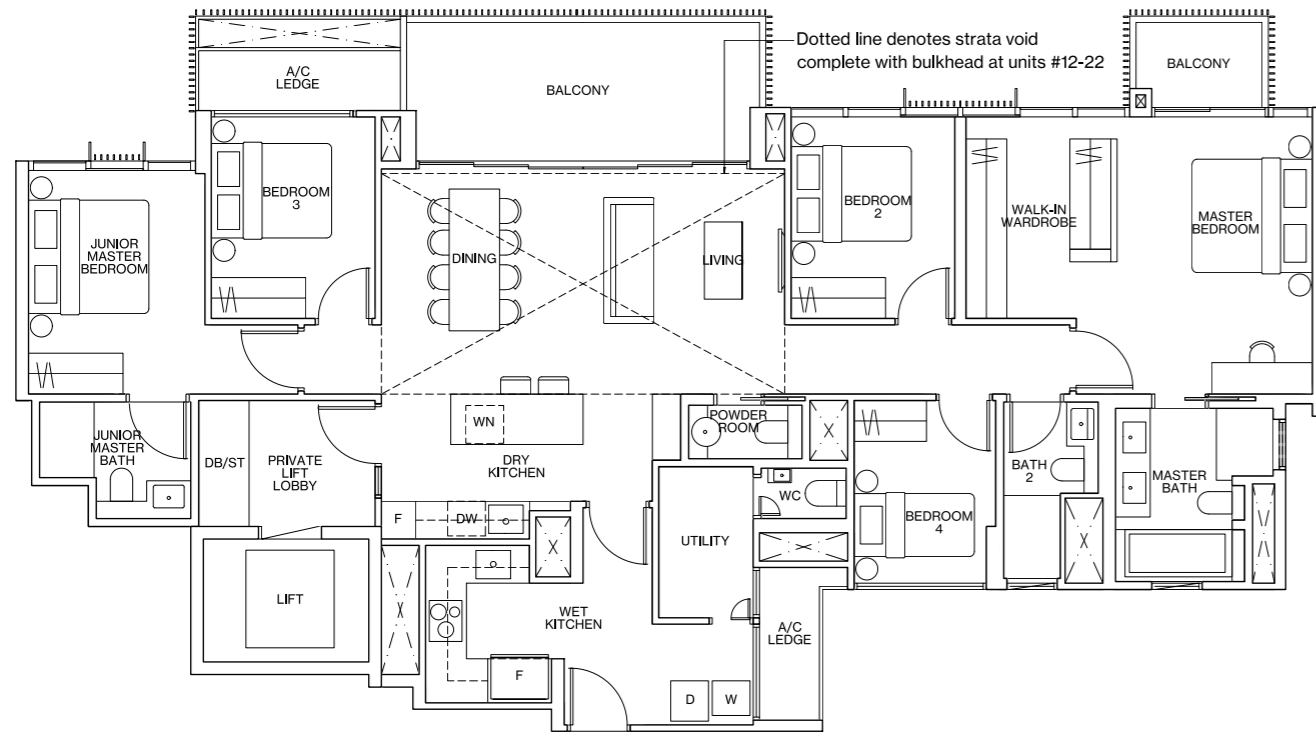 Dotted line denotes strata void
complete with bulkhead at units #12-22
A/C
LEDGE
BALCONY
BALCONY
BEDROOM
3
BEDROOM
2
JUNIOR
MASTER
BEDROOM
DINING
LIVING
WALK-IN
WARDROBE
MASTER
BEDROOM
WN
POWDER
ROOM
JUNIOR
MASTER
BATH
DB/ST
PRIVATE
LIFT
LOBBY
DRY
KITCHEN
BATH
2
MASTER
BATH
WC
F
DW
BEDROOM
4
UTILITY
LIFT
WET
KITCHEN
A/C
LEDGE
F
D
W